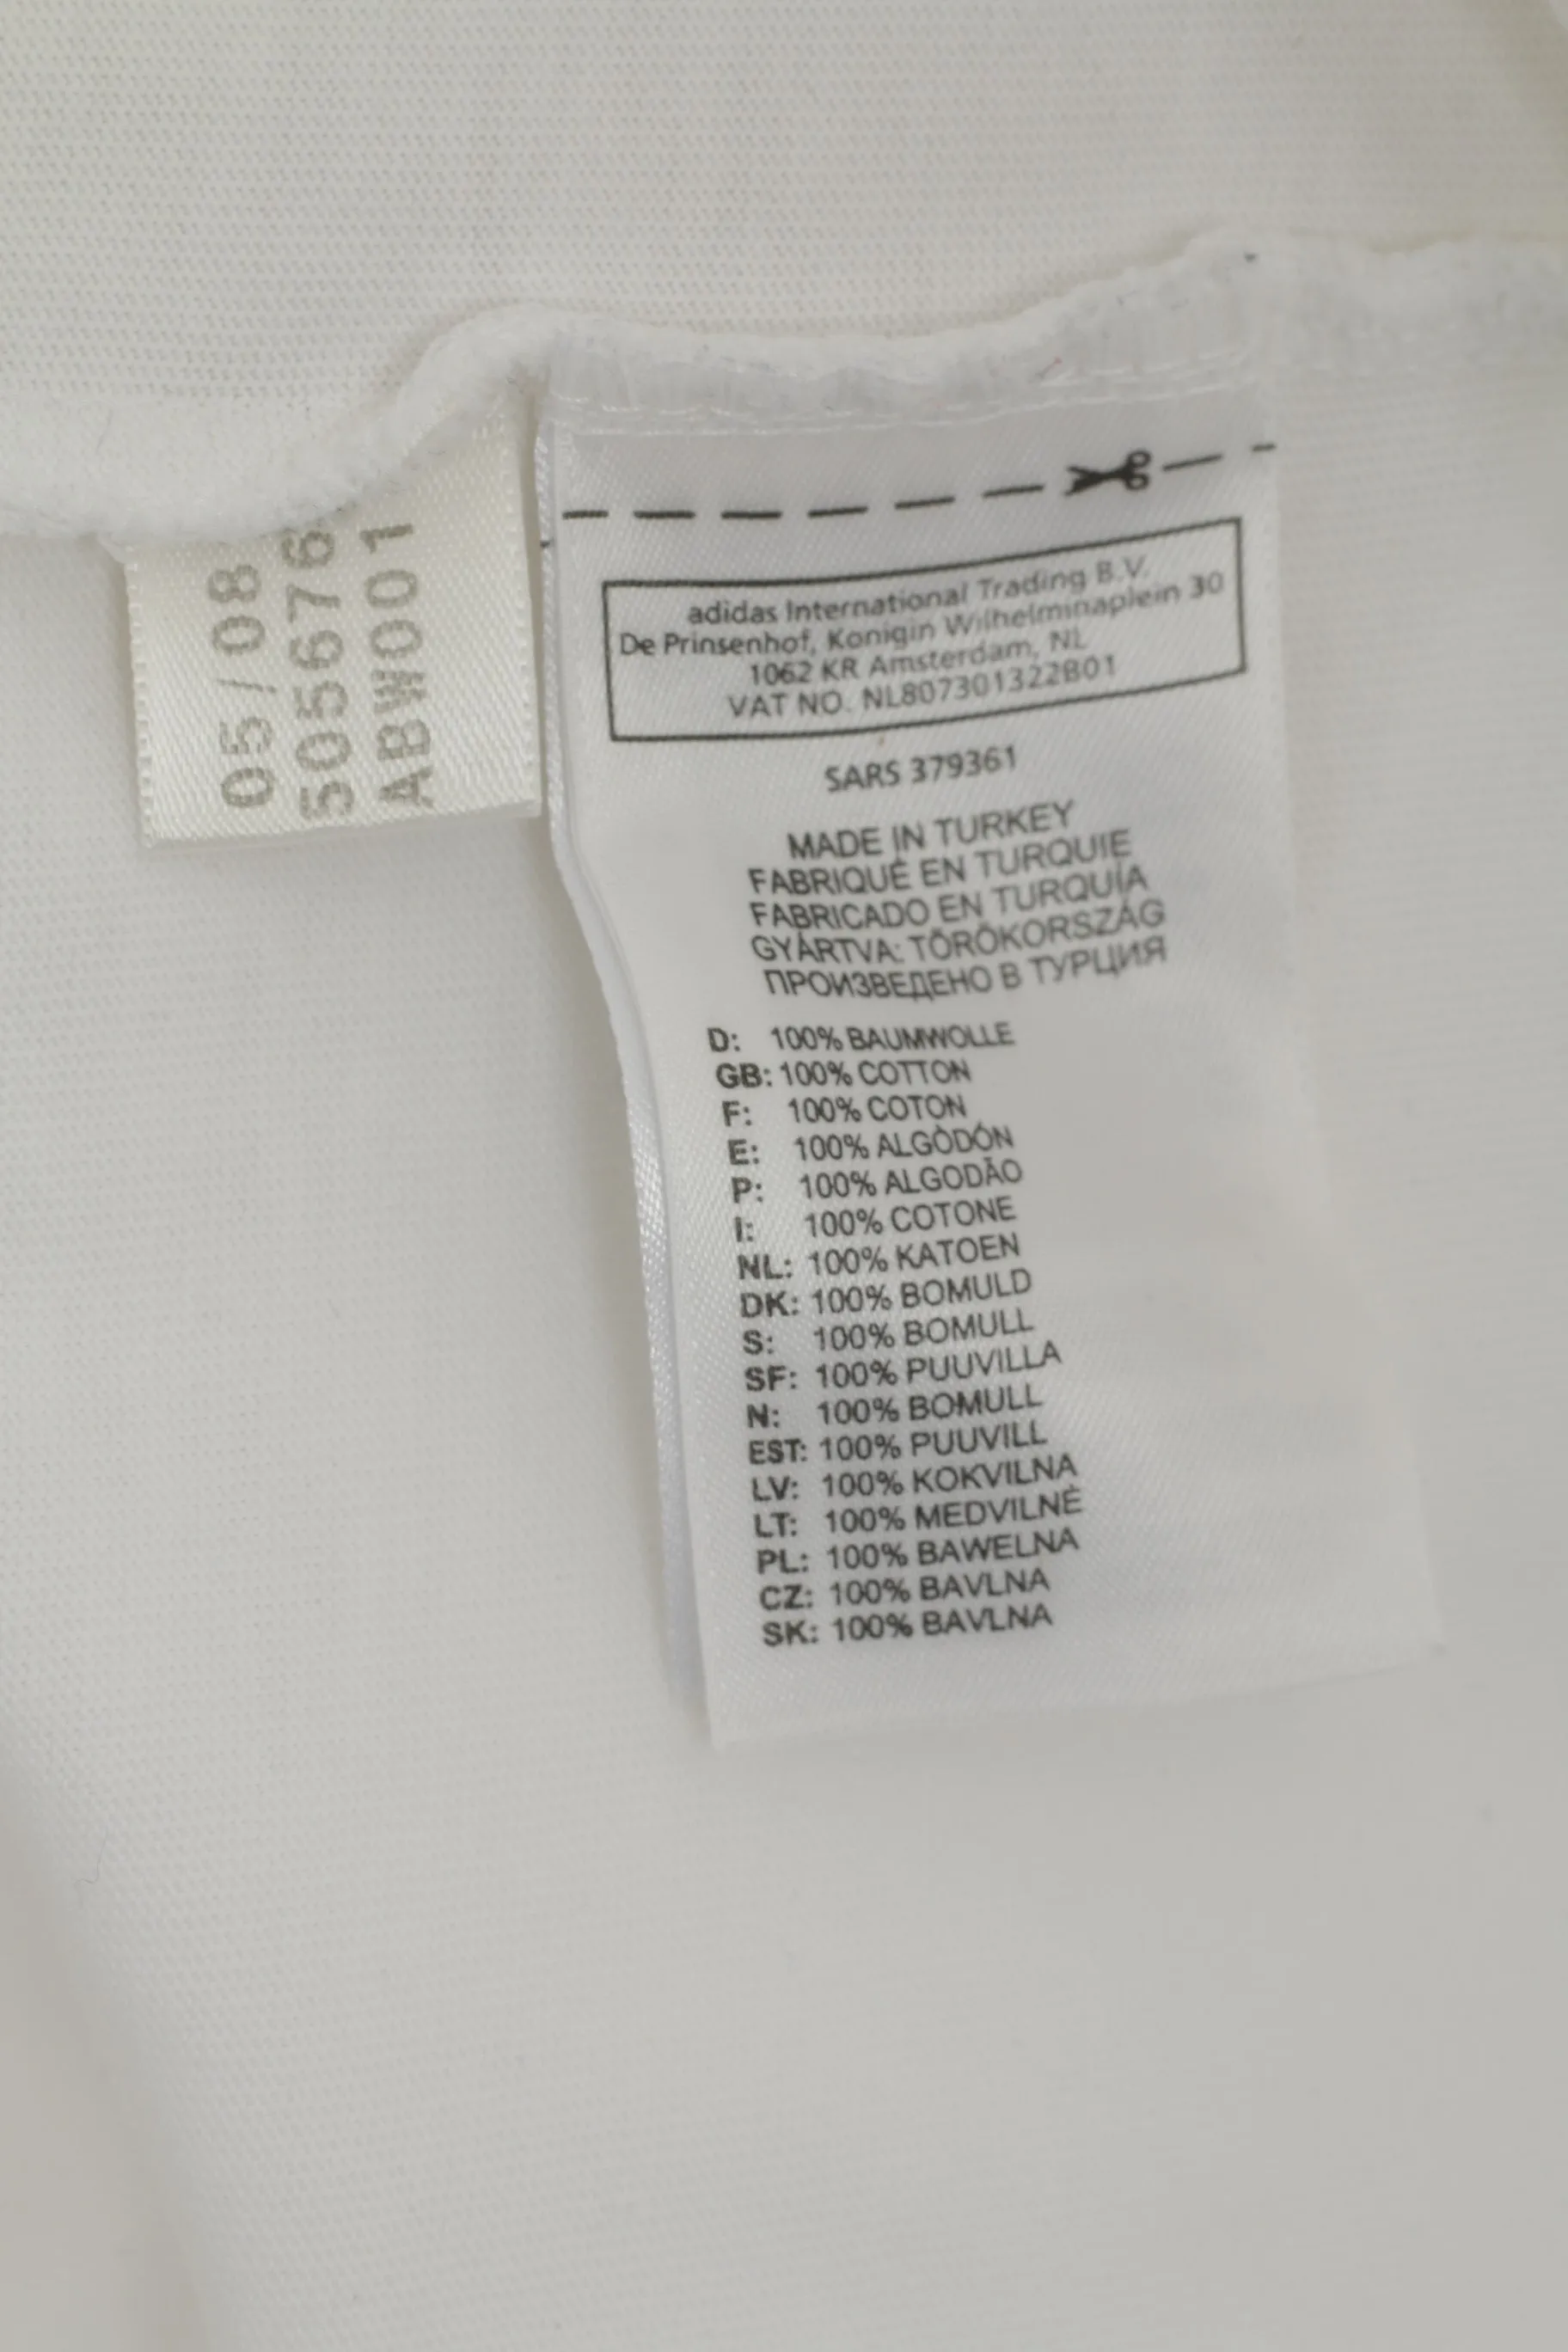 05/08
505676
ABW001
adidas International Trading B.V.
De Prinsenhof, Konigin Wilhelminaplein 30
1062 KR Amsterdam, NL
VAT NO. NL807301322B01
SARS 379361
MADE IN TURKEY
FABRIQUÉ EN TURQUIE
FABRICADO EN TURQUÍA
GYÁRTVA: TÖRÖKORSZÁG
ПРОИЗВЕДЕНО В ТУРЦИЯ
D: 100% BAUMWOLLE
GB: 100% COTTON
F: 100% COTON
E: 100% ALGÒDÓN
P: 100% ALGODÃO
I: 100% COTONE
NL: 100% KATOEN
DK: 100% BOMULD
S: 100% BOMULL
SF: 100% PUUVILLA
N: 100% BOMULL
EST: 100% PUUVILL
LV: 100% KOKVILNA
LT: 100% MEDVILNĖ
PL: 100% BAWELNA
CZ: 100% BAVLNA
SK: 100% BAVLNA